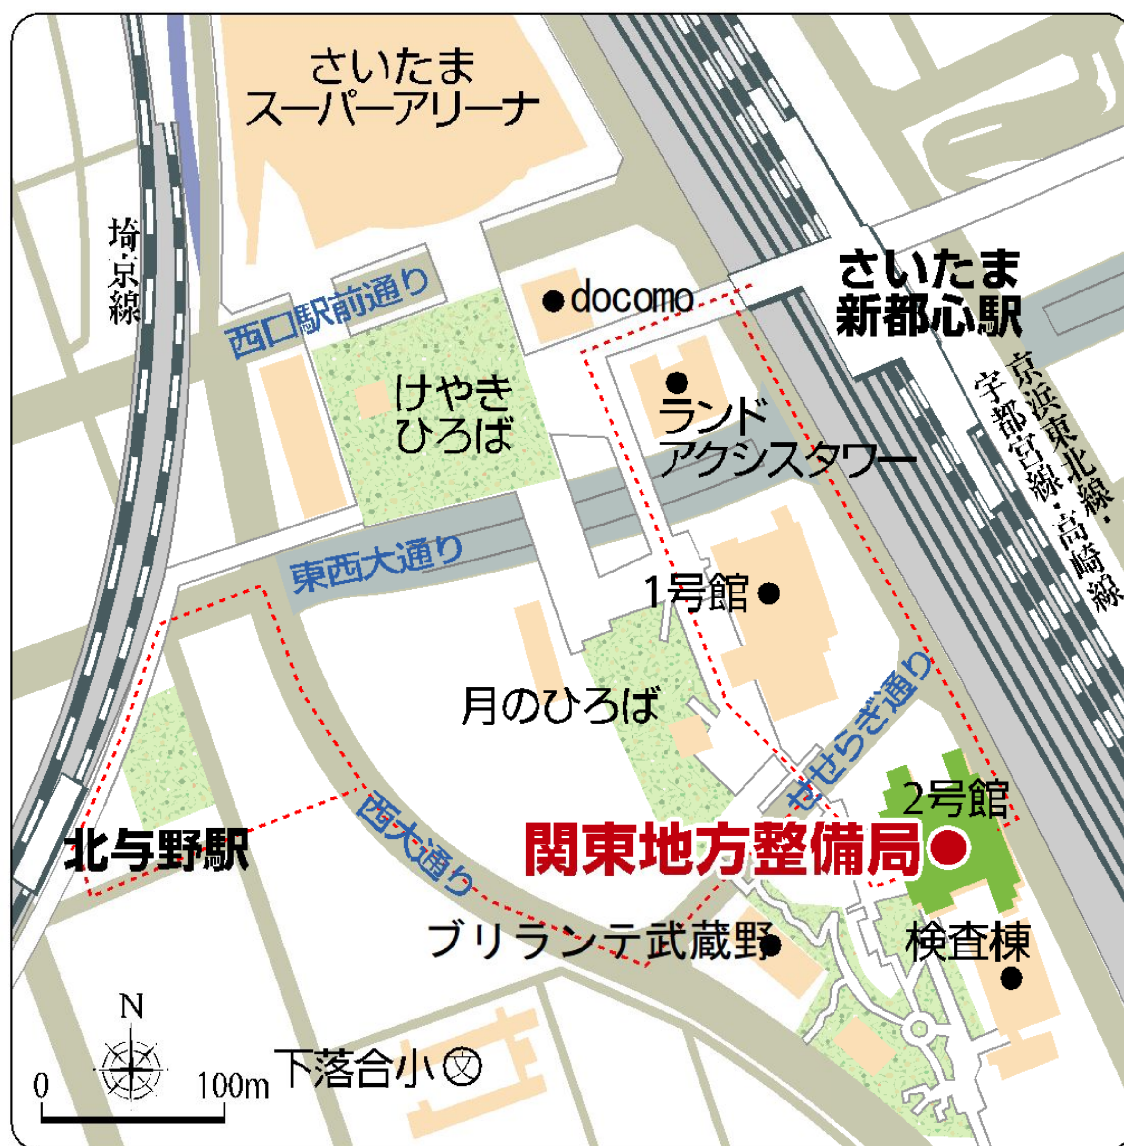 さいたま
スーパーアリーナ
埼京線
西口駅前通り
docomo
さいたま
新都心駅
けやき
ひろば
ランド
アクシスタワー
京浜東北線・
宇都宮線・高崎線
東西大通り
1号館
月のひろば
せせらぎ通り
2号館
北与野駅
西大通り
関東地方整備局
ブリランテ武蔵野
検査棟
N
0 100m
下落合小 文